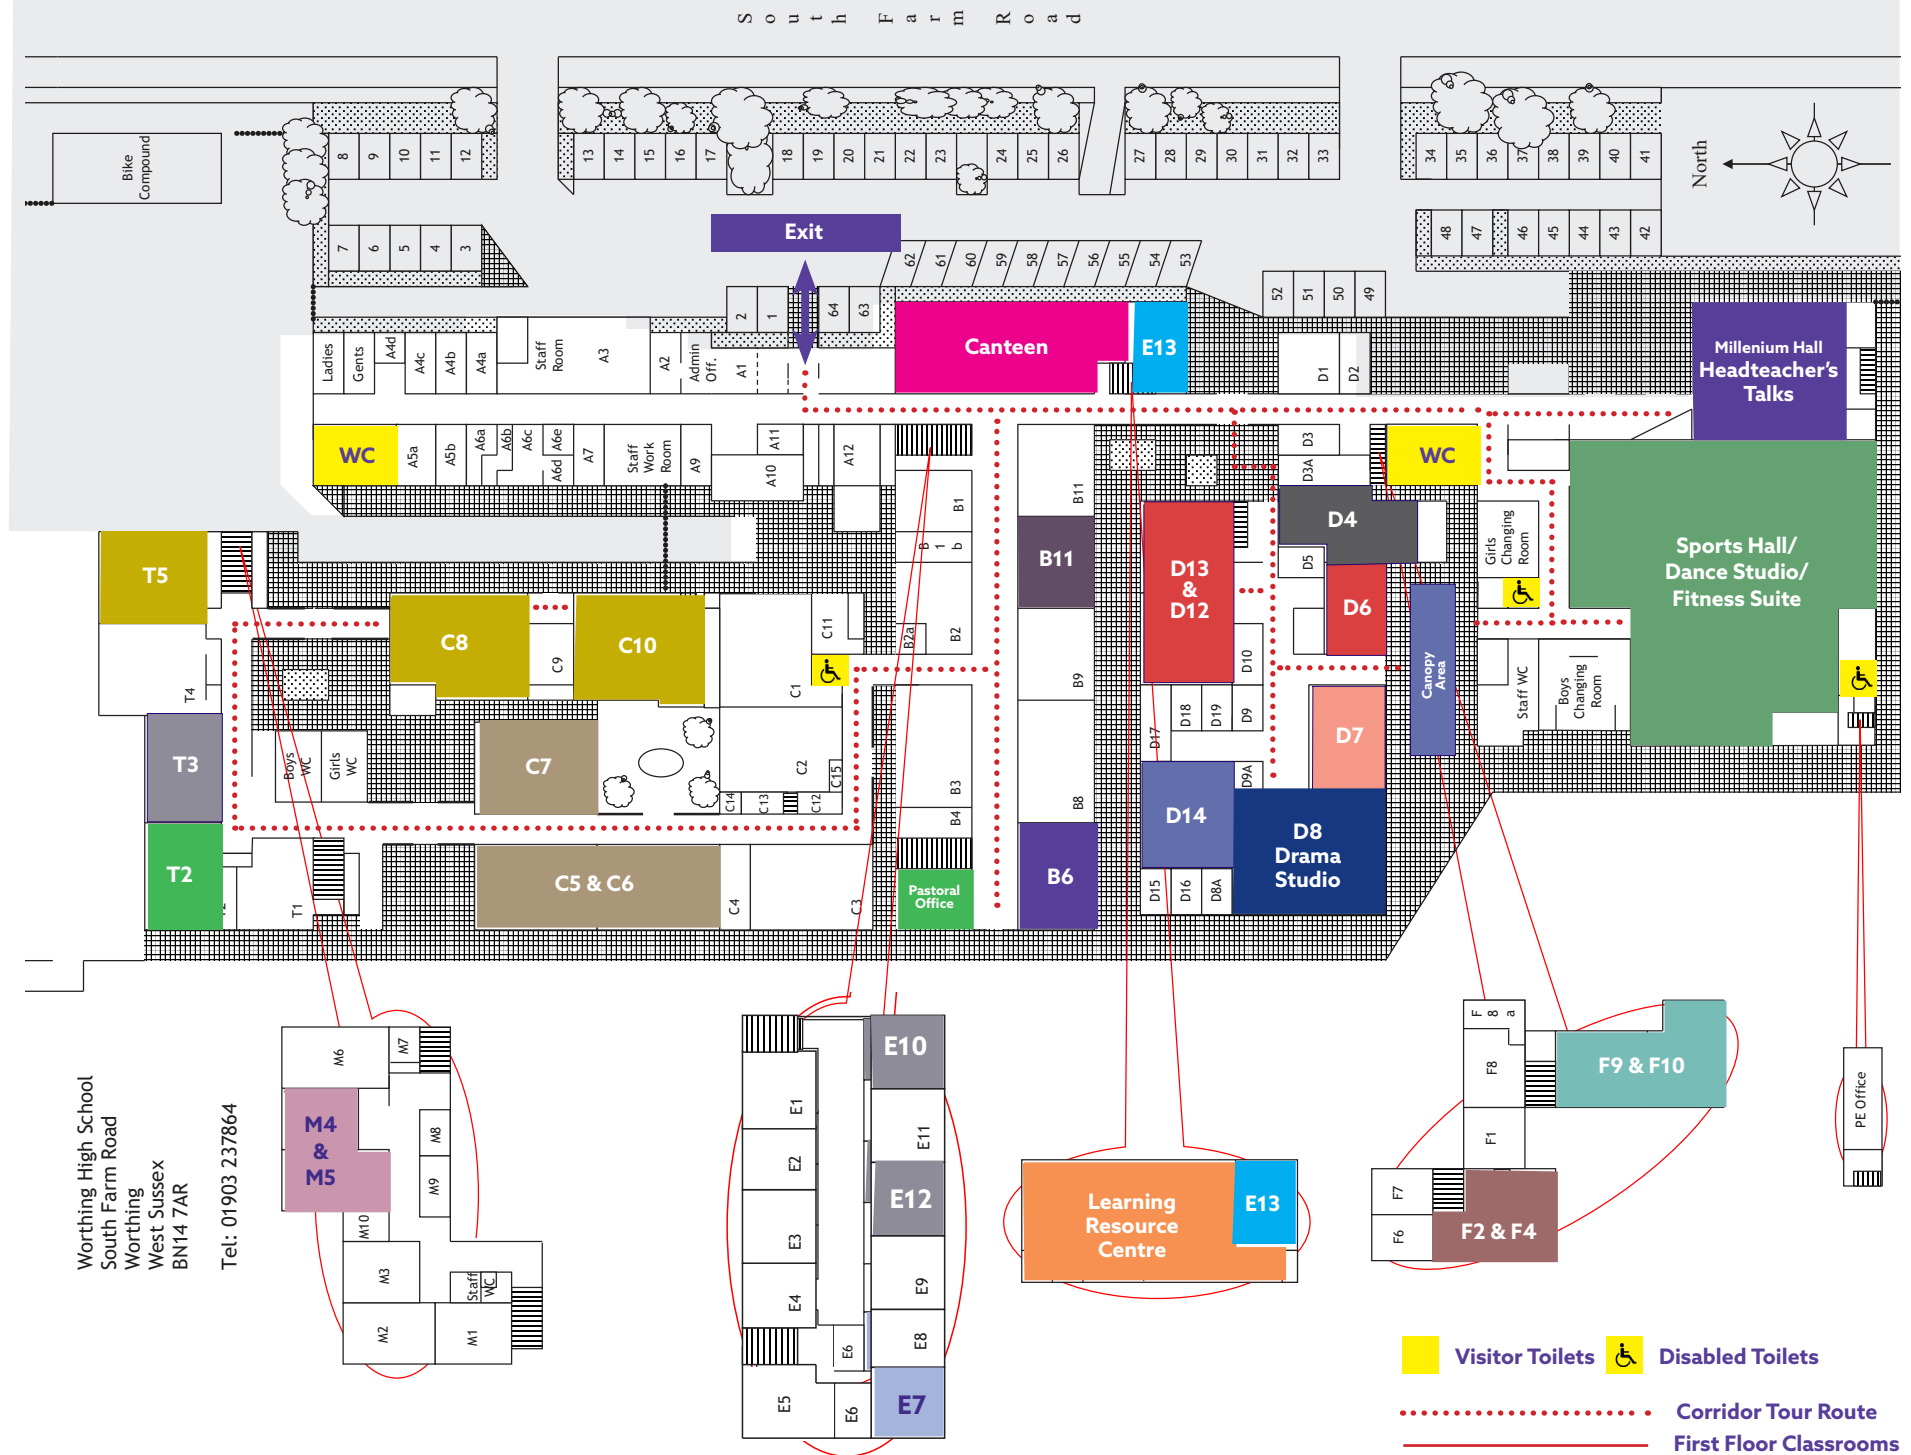 South Farm Road
Bike
Compound
8
9
10
11
12
13
14
15
16
17
18
19
20
21
22
23
24
25
26
27
28
29
30
31
32
33
34
35
36
37
38
39
40
41
North
7
6
5
4
3
Exit
62
61
60
59
58
57
56
55
54
53
48
47
46
45
44
43
42
52
51
50
49
2
1
64
63
Ladies
Gents
A4d
A4c
A4b
A4a
Staff
Room
A3
A2
Admin
Off.
A1
Canteen
E13
D1
D2
Millenium Hall
Headteacher's
Talks
WC
A5a
A5b
A6a
A6b
A6c
A6e
A6d
A7
Staff
Work
Room
A9
A11
A10
A12
B1
B1b
B11
B11
D3
D3A
WC
D4
D5
D13
&
D12
D6
Girls
Changing
Room
Sports Hall/
Dance Studio/
Fitness Suite
T5
C8
C9
C10
C11
C1
B2a
B2
B9
D10
Canopy
Area
Staff WC
Boys
Changing
Room
T4
T3
Boys
WC
Girls
WC
C7
C2
C15
C14
C13
C12
B3
B4
B8
D17
D18
D19
D9
D9A
D7
D14
D8
Drama
Studio
T2
T1
C5 & C6
C4
C3
Pastoral
Office
B6
D15
D16
D8A
Worthing High School
South Farm Road
Worthing
West Sussex
BN14 7AR
Tel: 01903 237864
M6
M7
M4
&
M5
M8
M9
M10
M3
Staff
WC
M2
M1
E10
E1
E11
E2
E12
E3
E9
E4
E8
E6
E5
E6
E7
Learning
Resource
Centre
E13
F8a
F8
F9 & F10
F1
F7
F6
F2 & F4
PE Office
Visitor Toilets
Disabled Toilets
Corridor Tour Route
First Floor Classrooms